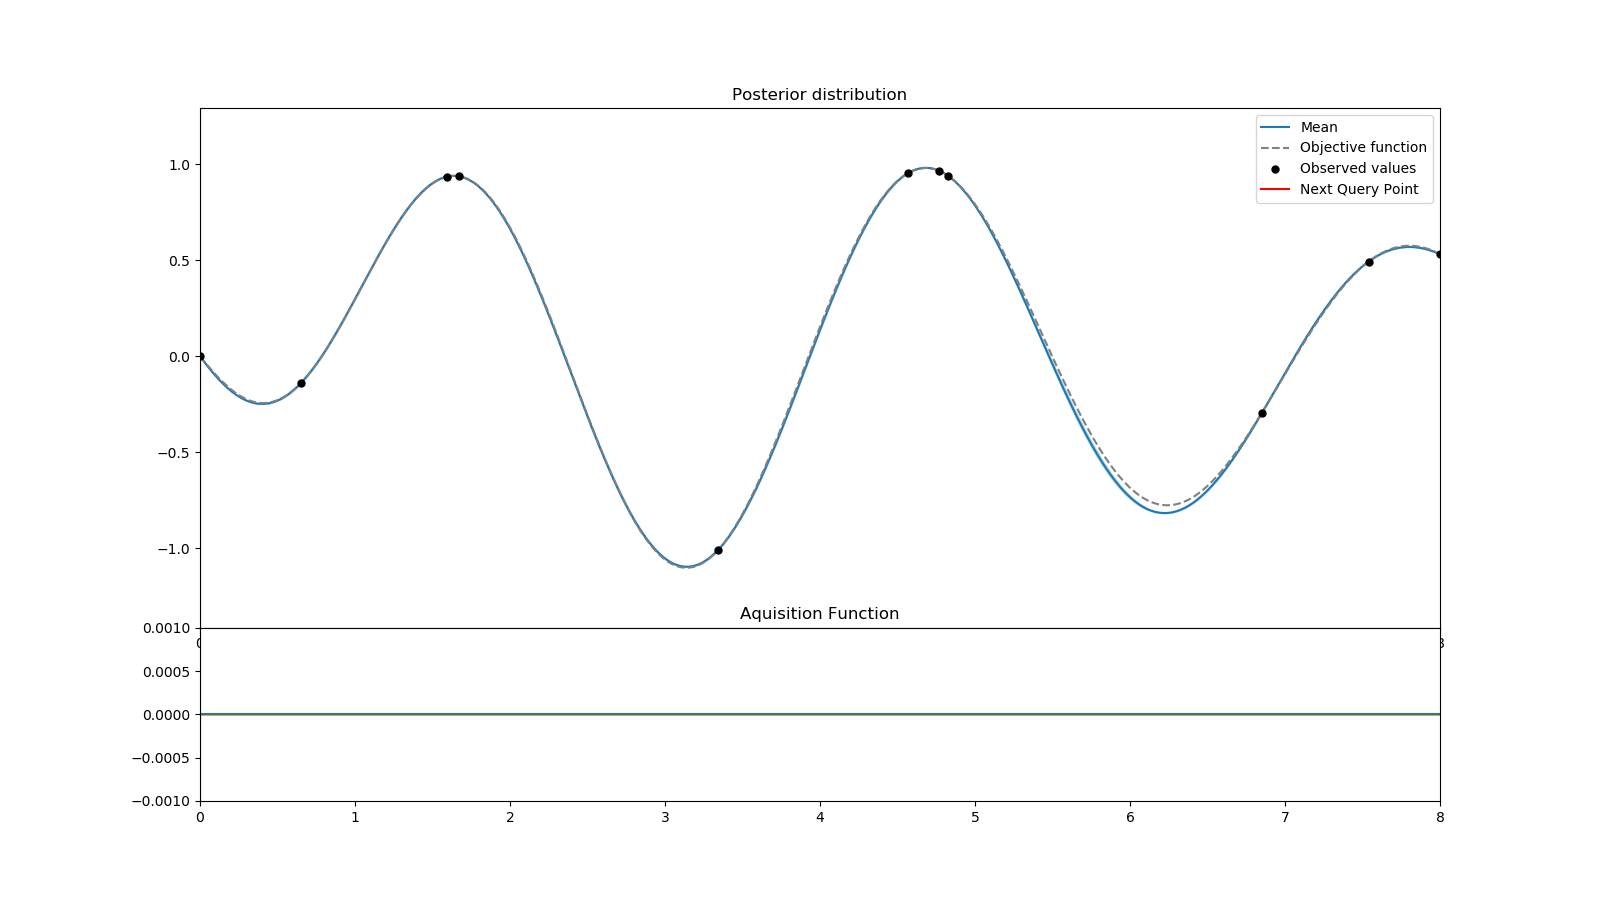 Posterior distribution
Mean
Objective function
Observed values
Next Query Point
1.0
0.5
0.0
−0.5
−1.0
Aquisition Function
0.0010
0.0005
0.0000
−0.0005
−0.0010
0 1 2 3 4 5 6 7 8